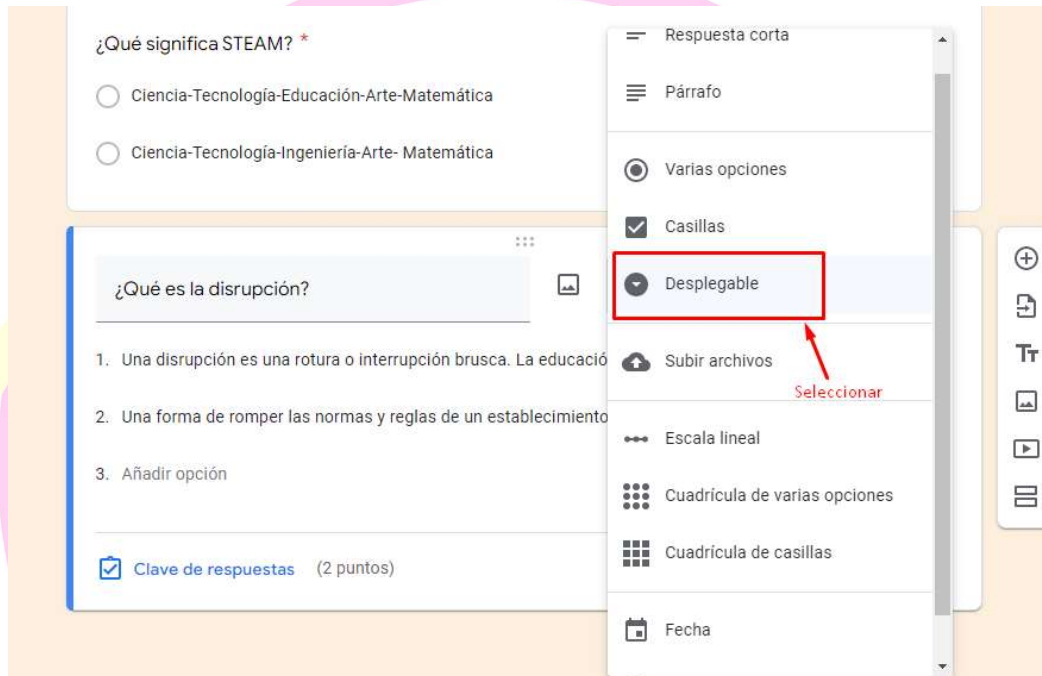 ¿Qué significa STEAM? *
Ciencia-Tecnología-Educación-Arte-Matemática
Ciencia-Tecnología-Ingeniería-Arte- Matemática
¿Qué es la disrupción?
1. Una disrupción es una rotura o interrupción brusca. La educació
2. Una forma de romper las normas y reglas de un establecimiento
3. Añadir opción
Clave de respuestas (2 puntos)
Respuesta corta
Párrafo
Varias opciones
Casillas
Desplegable
Subir archivos
Seleccionar
Escala lineal
Cuadrícula de varias opciones
Cuadrícula de casillas
Fecha
Tт